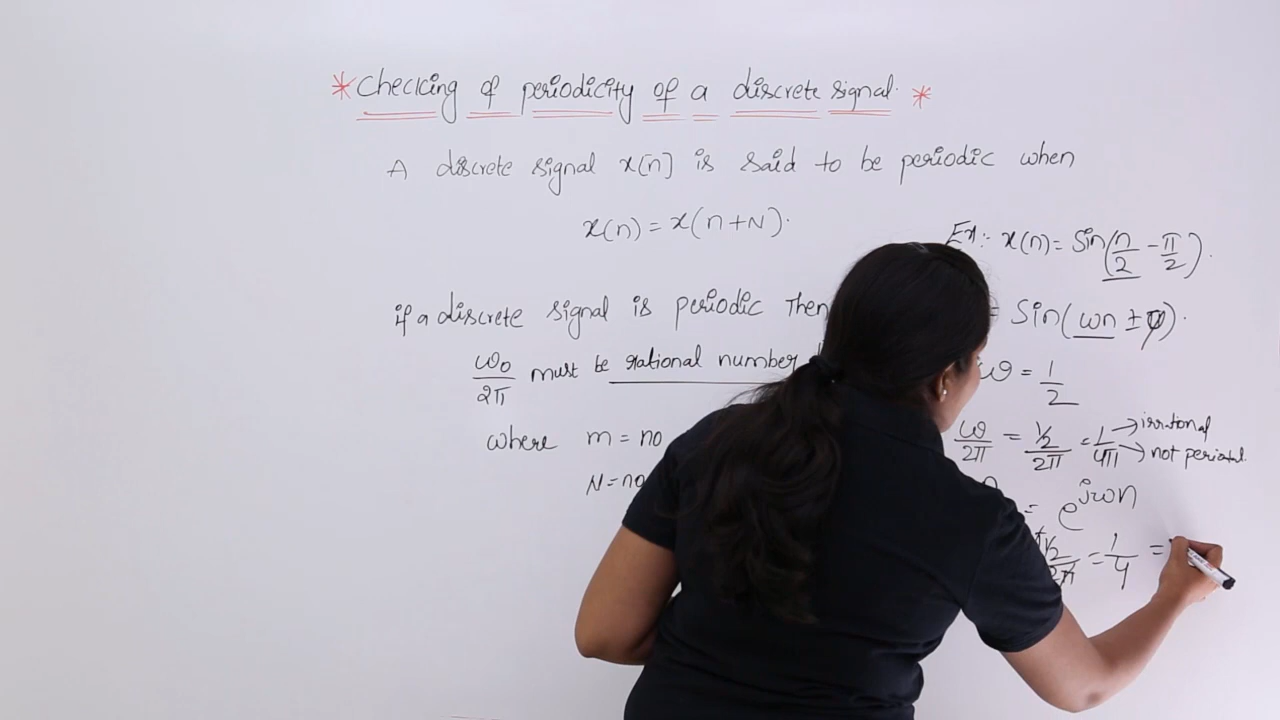 * Checking of periodicity of a discrete signal. *
A discrete signal x[n] is said to be periodic when
x(n) = x(n+N).
if a discrete signal is periodic then
ω₀/2π must be rational number
where m = no
N = no
Ex:- x(n) = Sin(n/2 - π/2).
= Sin(ωn ± φ).
ω = 1/2
ω/2π = ½/2π = 1/4π → irrational
→ not periodic
= e^jωn
= 1/4 =